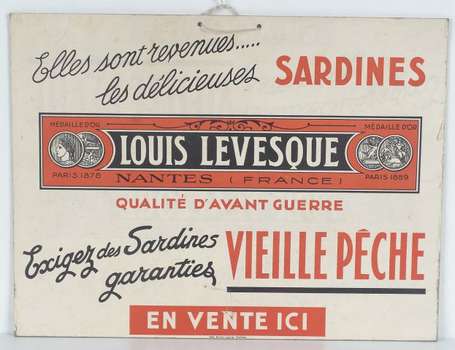 Elles sont revenues.....
les délicieuses SARDINES
MÉDAILLE D'OR
MÉDAILLE D'OR
LOUIS LEVESQUE
PARIS 1878
NANTES (FRANCE)
PARIS 1889
QUALITÉ D'AVANT GUERRE
Exigez des Sardines
garanties VIEILLE PÊCHE
EN VENTE ICI